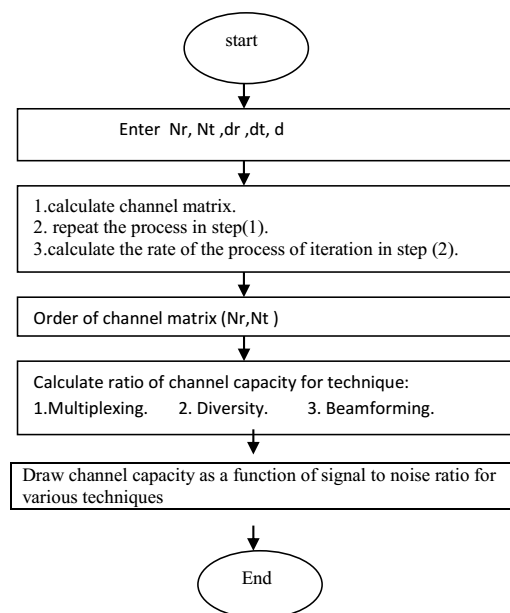 start
Enter Nr, Nt ,dr ,dt, d
1.calculate channel matrix.
2. repeat the process in step(1).
3.calculate the rate of the process of iteration in step (2).
Order of channel matrix (Nr,Nt )
Calculate ratio of channel capacity for technique:
1.Multiplexing. 2. Diversity. 3. Beamforming.
Draw channel capacity as a function of signal to noise ratio for
various techniques
End